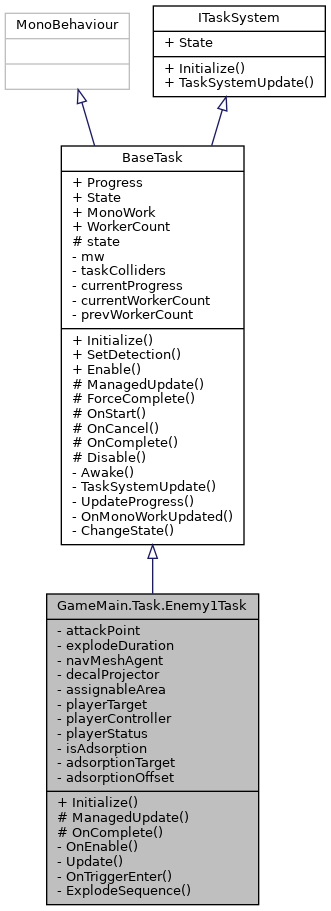 MonoBehaviour
ITaskSystem
+ State
+ Initialize()
+ TaskSystemUpdate()
BaseTask
+ Progress
+ State
+ MonoWork
+ WorkerCount
# state
- mw
- taskColliders
- currentProgress
- currentWorkerCount
- prevWorkerCount
+ Initialize()
+ SetDetection()
+ Enable()
# ManagedUpdate()
# ForceComplete()
# OnStart()
# OnCancel()
# OnComplete()
# Disable()
- Awake()
- TaskSystemUpdate()
- UpdateProgress()
- OnMonoWorkUpdated()
- ChangeState()
GameMain.Task.Enemy1Task
- attackPoint
- explodeDuration
- navMeshAgent
- decalProjector
- assignableArea
- playerTarget
- playerController
- playerStatus
- isAdsorption
- adsorptionTarget
- adsorptionOffset
+ Initialize()
# ManagedUpdate()
# OnComplete()
- OnEnable()
- Update()
- OnTriggerEnter()
- ExplodeSequence()